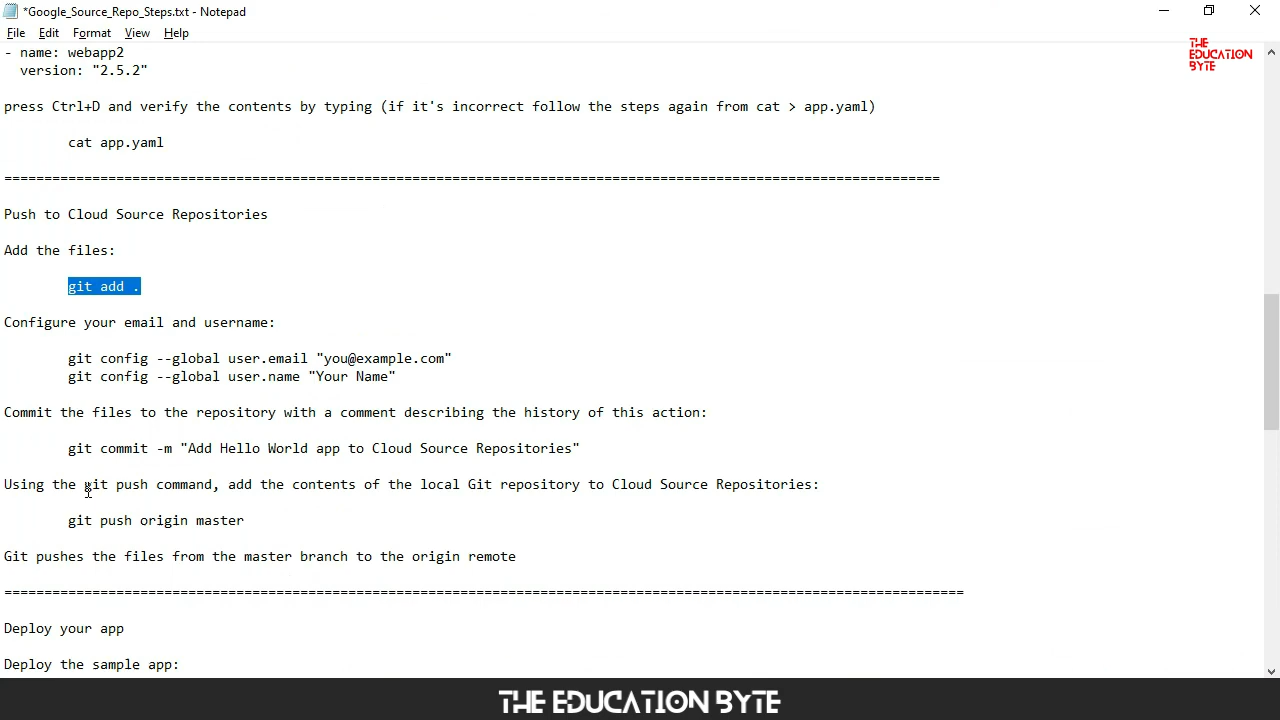 *Google_Source_Repo_Steps.txt - Notepad
File Edit Format View Help
- name: webapp2
version: "2.5.2"
THE
EDUCATION
BYTE
press Ctrl+D and verify the contents by typing (if it's incorrect follow the steps again from cat > app.yaml)
cat app.yaml
=====================================================================================================================
Push to Cloud Source Repositories
Add the files:
git add .
Configure your email and username:
git config --global user.email "you@example.com"
git config --global user.name "Your Name"
Commit the files to the repository with a comment describing the history of this action:
git commit -m "Add Hello World app to Cloud Source Repositories"
Using the git push command, add the contents of the local Git repository to Cloud Source Repositories:
git push origin master
Git pushes the files from the master branch to the origin remote
========================================================================================================================
Deploy your app
Deploy the sample app:
THE EDUCATION BYTE